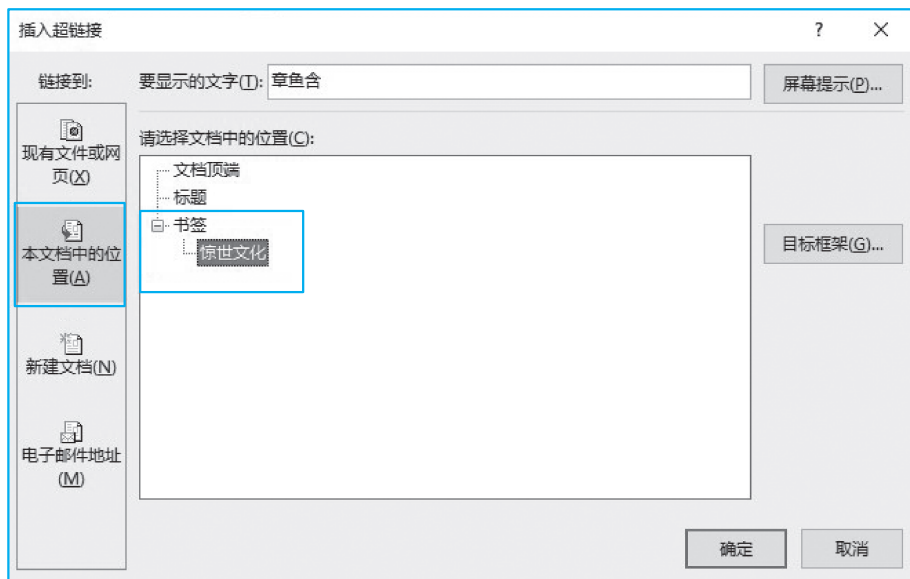 插入超链接 ?
链接到: 要显示的文字(T): 章鱼含 屏幕提示(P)...
请选择文档中的位置(C):
现有文件或网
页(X)
文档顶端
标题
书签
惊世文化
本文档中的位
置(A)
目标框架(G)...
新建文档(N)
电子邮件地址
(M)
确定 取消